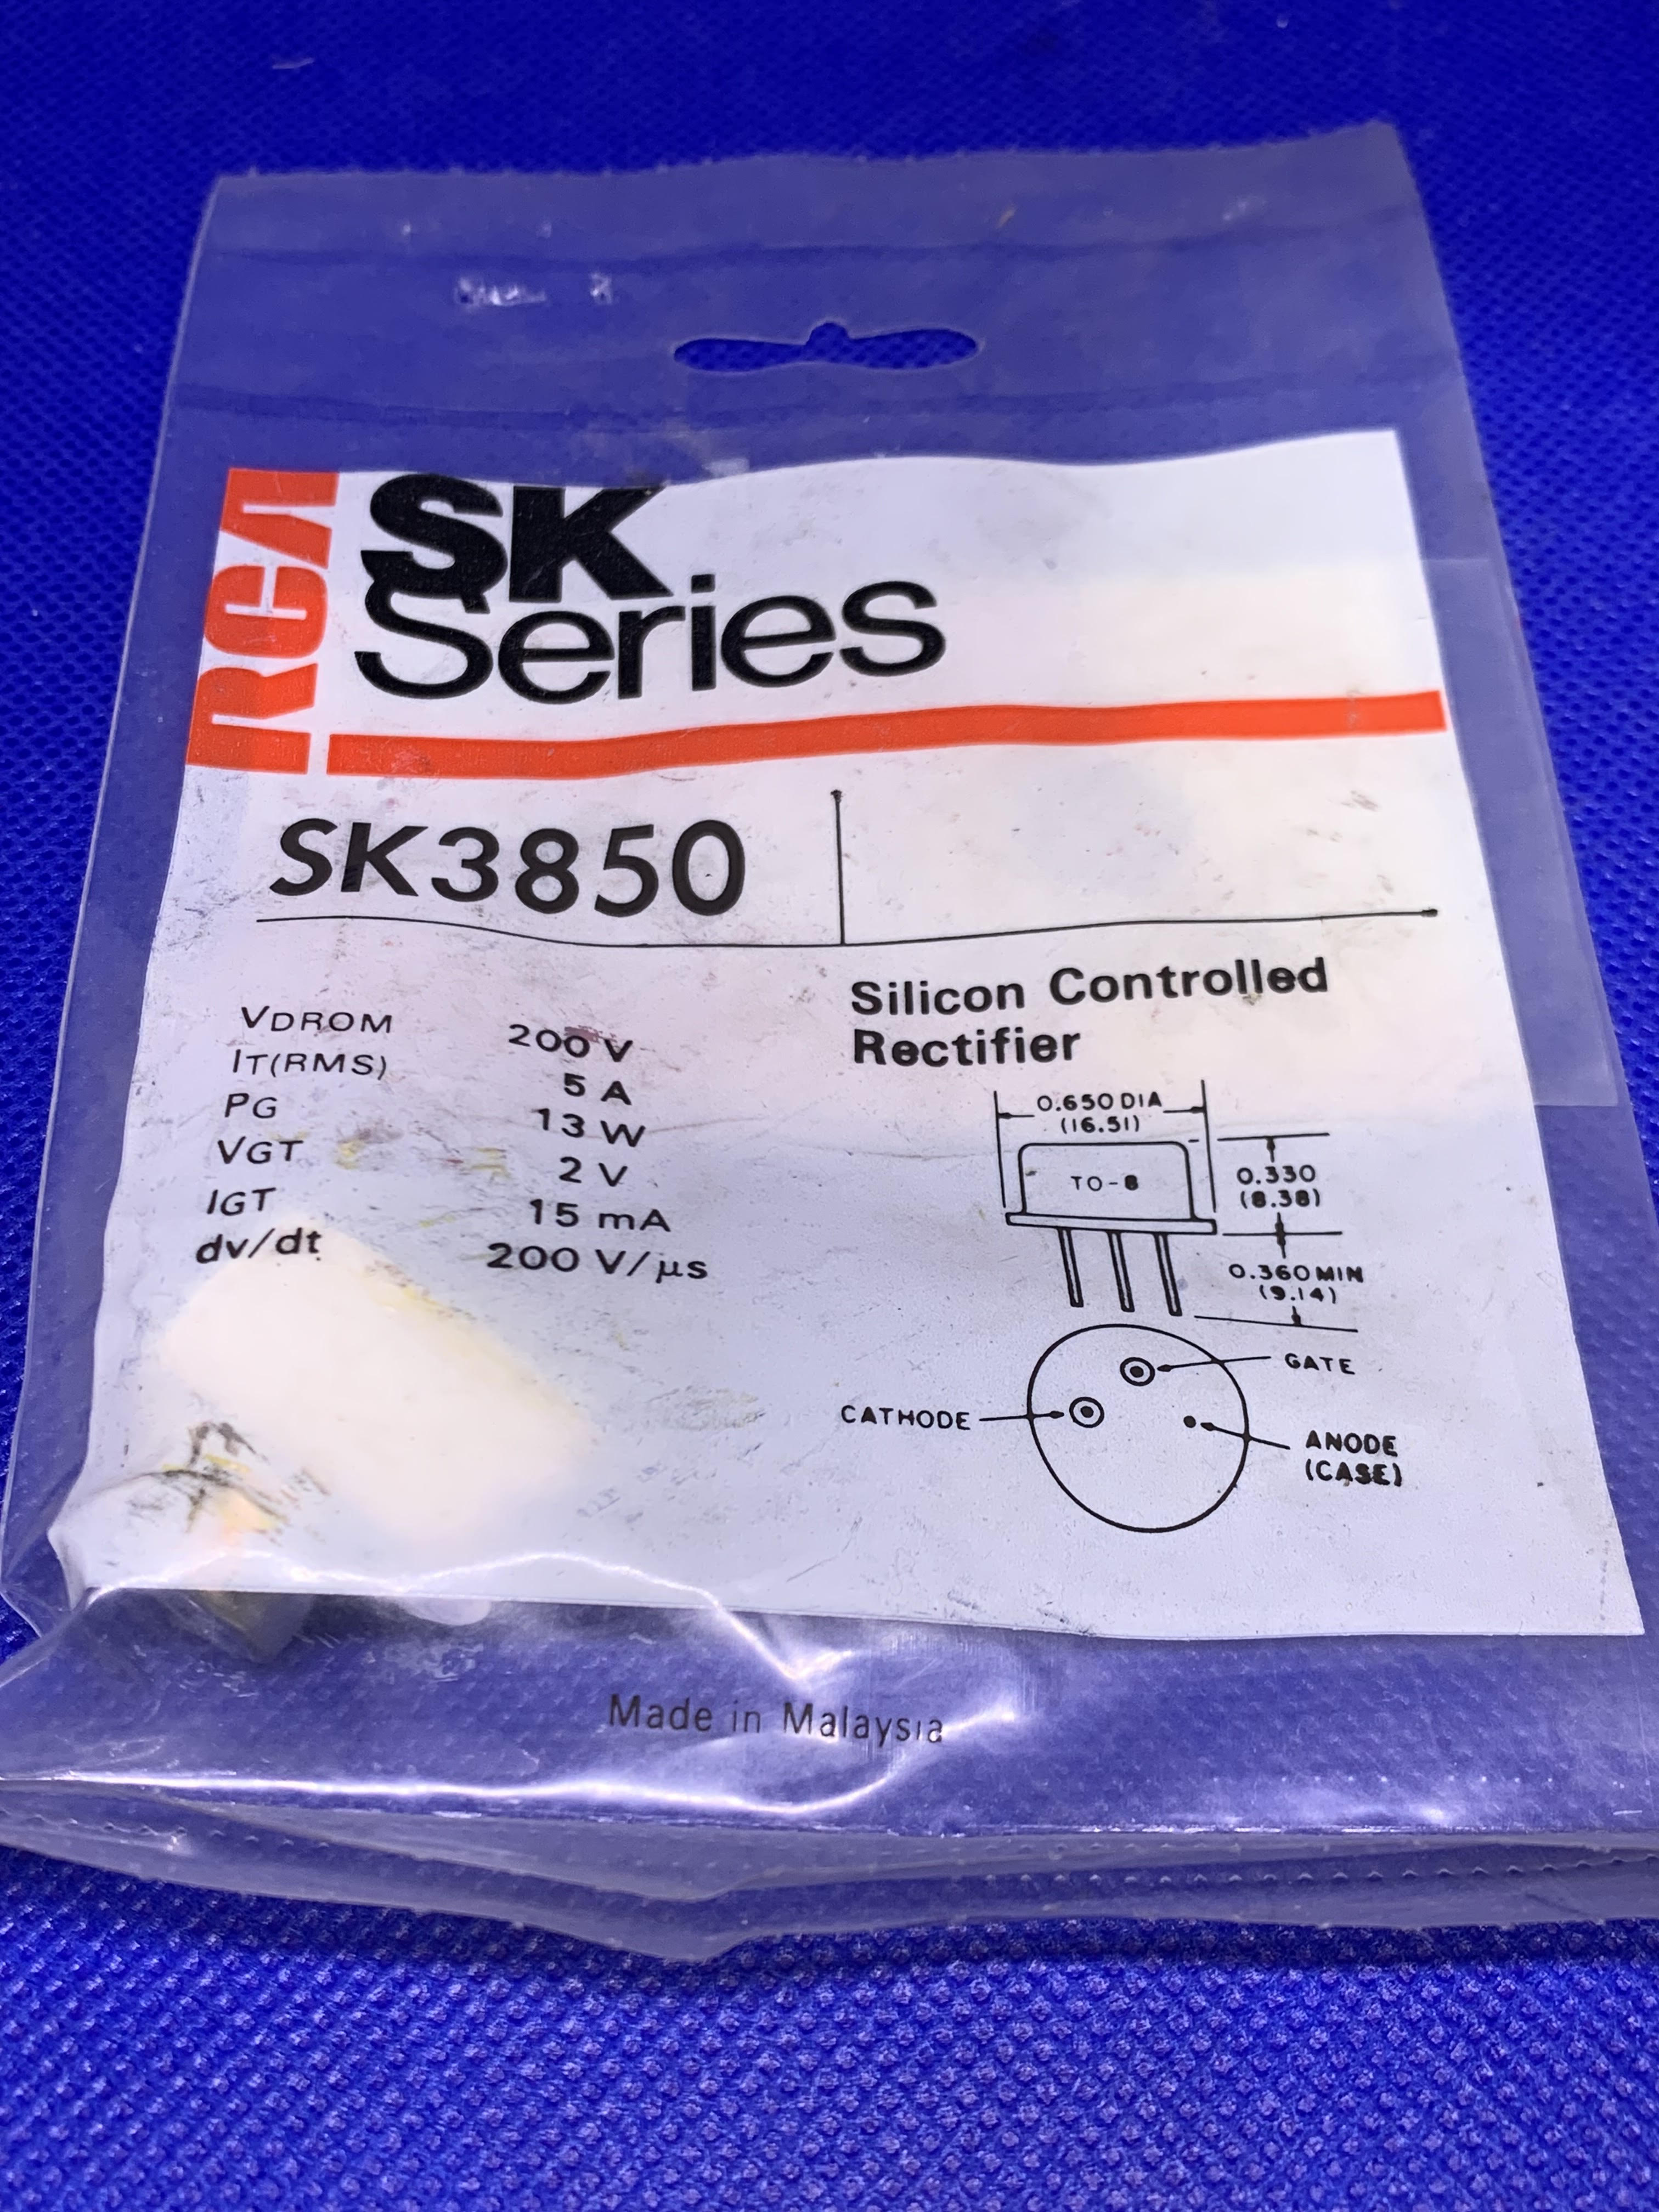 RCA
SK
Series
SK3850
Silicon Controlled
Rectifier
VDROM 200 V
IT(RMS) 5 A
PG 13 W
VGT 2 V
IGT 15 mA
dv/dt 200 V/μs
0.650 DIA
(16.51)
TO-8
0.330
(8.38)
0.360 MIN
(9.14)
GATE
CATHODE
ANODE
(CASE)
Made in Malaysia